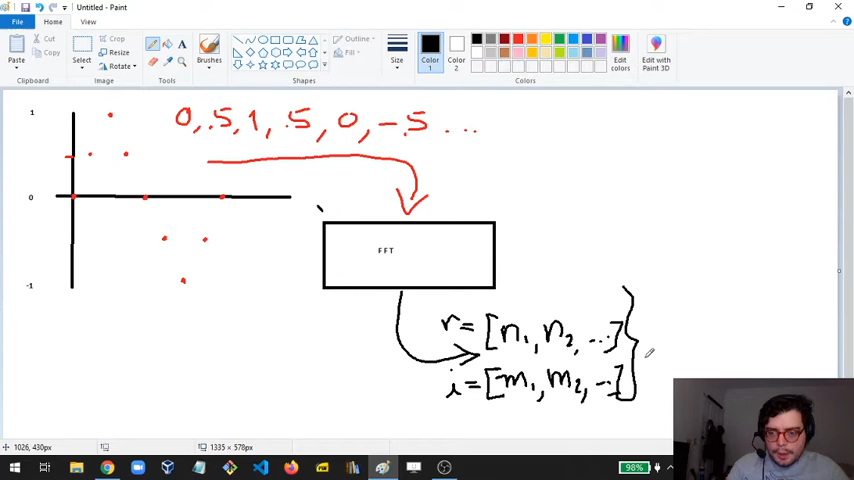 Untitled - Paint
File Home View
Paste
Cut
Copy
Clipboard
Select
Crop
Resize
Rotate
Image
A
Tools
Brushes
Shapes
Outline
Fill
Size
Color 1
Color 2
Edit colors
Colors
Edit with Paint 3D
1
0
-1
0, .5, 1, .5, 0, -.5 ...
FFT
r = [n1, n2, ...]
i = [m1, m2, ...]
1026, 430px
1335 × 578px
98%